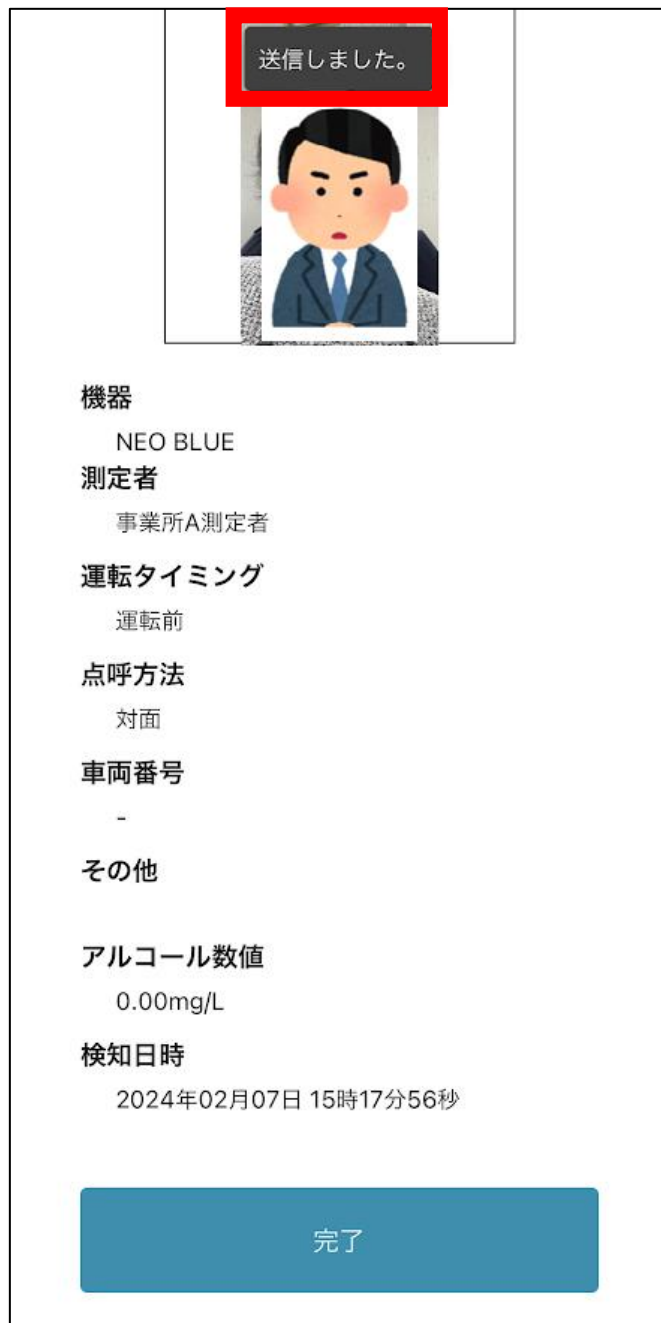 送信しました。
機器
NEO BLUE
測定者
事業所A測定者
運転タイミング
運転前
点呼方法
対面
車両番号
-
その他
アルコール数値
0.00mg/L
検知日時
2024年02月07日 15時17分56秒
完了